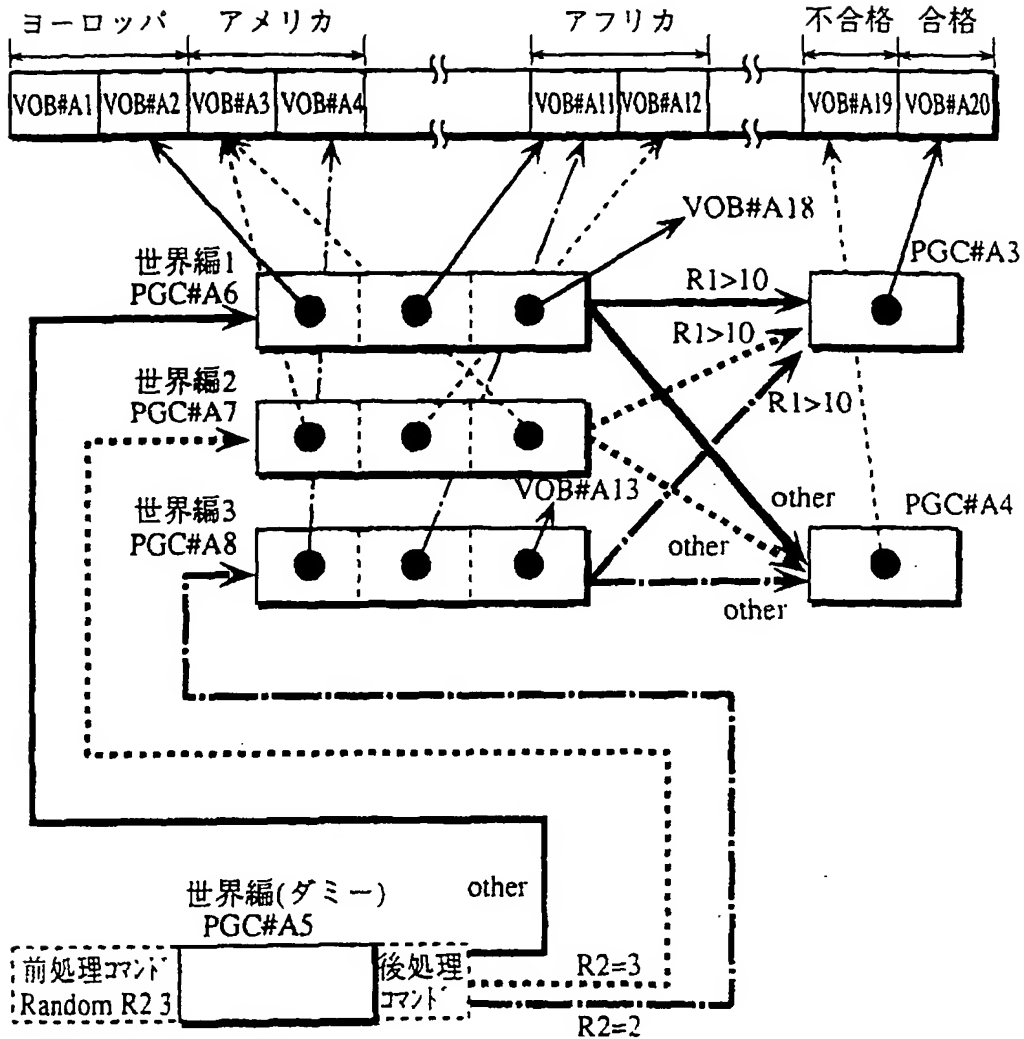 ヨーロッパ アメリカ アフリカ 不合格 合格
VOB#A1 VOB#A2 VOB#A3 VOB#A4 VOB#A11 VOB#A12 VOB#A19 VOB#A20
VOB#A18
世界編1
PGC#A6
R1>10
PGC#A3
R1>10
世界編2
PGC#A7
R1>10
VOB#A13
世界編3
PGC#A8
other
PGC#A4
other
other
世界編(ダミー)
PGC#A5
other
前処理コマンド
Random R2 3
後処理
コマンド
R2=3
R2=2